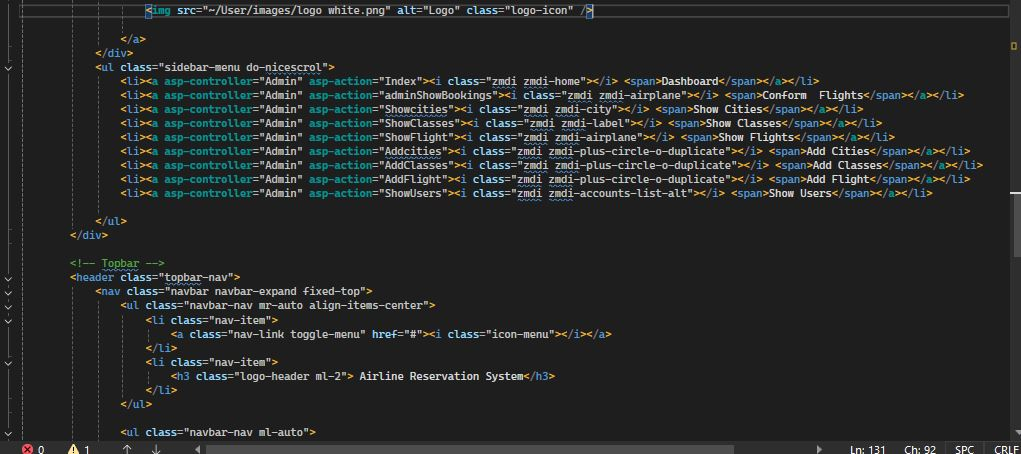 <img src="~/User/images/logo white.png" alt="Logo" class="logo-icon" />
</a>
</div>
<ul class="sidebar-menu do-nicescrol">
<li><a asp-controller="Admin" asp-action="Index"><i class="zmdi zmdi-home"></i> <span>Dashboard</span></a></li>
<li><a asp-controller="Admin" asp-action="adminShowBookings"><i class="zmdi zmdi-airplane"></i> <span>Conform  Flights</span></a></li>
<li><a asp-controller="Admin" asp-action="Showcities"><i class="zmdi zmdi-city"></i> <span>Show Cities</span></a></li>
<li><a asp-controller="Admin" asp-action="ShowClasses"><i class="zmdi zmdi-label"></i> <span>Show Classes</span></a></li>
<li><a asp-controller="Admin" asp-action="ShowFlight"><i class="zmdi zmdi-airplane"></i> <span>Show Flights</span></a></li>
<li><a asp-controller="Admin" asp-action="Addcities"><i class="zmdi zmdi-plus-circle-o-duplicate"></i> <span>Add Cities</span></a></li>
<li><a asp-controller="Admin" asp-action="AddClasses"><i class="zmdi zmdi-plus-circle-o-duplicate"></i> <span>Add Classes</span></a></li>
<li><a asp-controller="Admin" asp-action="AddFlight"><i class="zmdi zmdi-plus-circle-o-duplicate"></i> <span>Add Flight</span></a></li>
<li><a asp-controller="Admin" asp-action="ShowUsers"><i class="zmdi zmdi-accounts-list-alt"></i> <span>Show Users</span></a></li>
</ul>
</div>
<!-- Topbar -->
<header class="topbar-nav">
<nav class="navbar navbar-expand fixed-top">
<ul class="navbar-nav mr-auto align-items-center">
<li class="nav-item">
<a class="nav-link toggle-menu" href="#"><i class="icon-menu"></i></a>
</li>
<li class="nav-item">
<h3 class="logo-header ml-2"> Airline Reservation System</h3>
</li>
</ul>
<ul class="navbar-nav ml-auto">
0 1 Ln: 131 Ch: 92 SPC CRLF